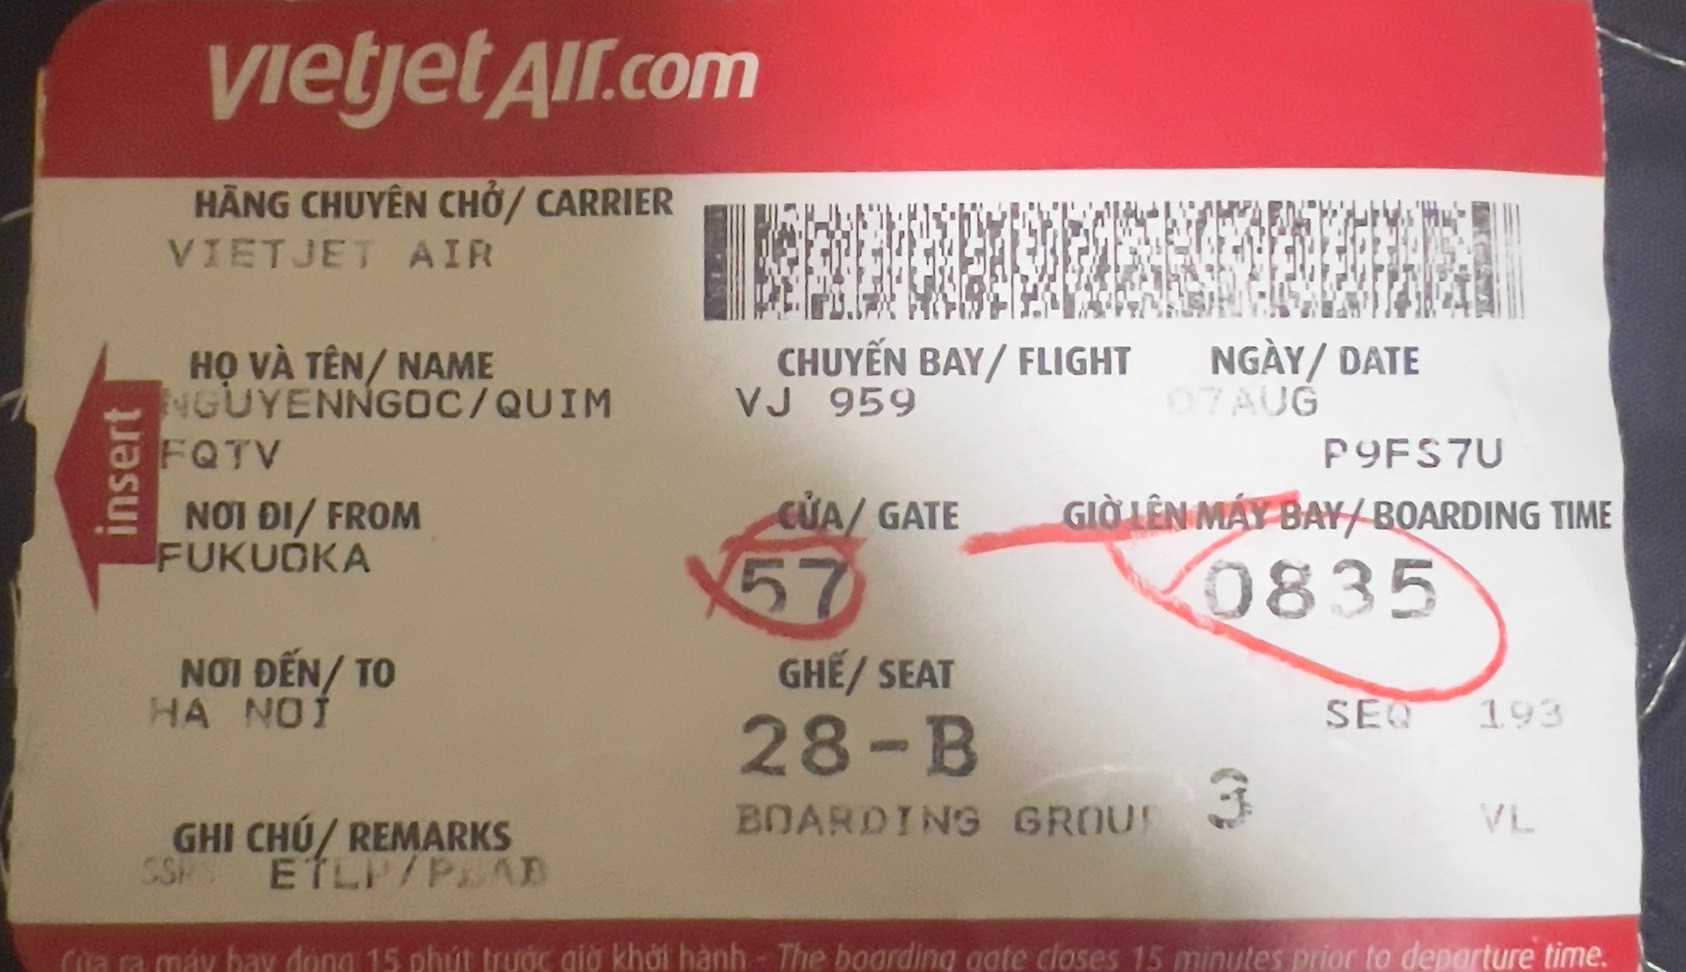 vietjetAir.com
HÃNG CHUYÊN CHỞ/ CARRIER
VIETJET AIR
HỌ VÀ TÊN/ NAME
NGUYENNGOC/QUIM
CHUYẾN BAY/ FLIGHT
VJ 959
NGÀY/ DATE
07AUG
FQTV
P9FS7U
insert
NƠI ĐI/ FROM
FUKUOKA
CỬA/ GATE
57
GIỜ LÊN MÁY BAY/ BOARDING TIME
0835
NƠI ĐẾN/ TO
HA NOI
GHẾ/ SEAT
28-B
SEQ 193
BOARDING GROUP 3
VL
GHI CHÚ/ REMARKS
ETLP/
Cửa ra máy bay đóng 15 phút trước giờ khởi hành - The boarding gate closes 15 minutes prior to departure time.